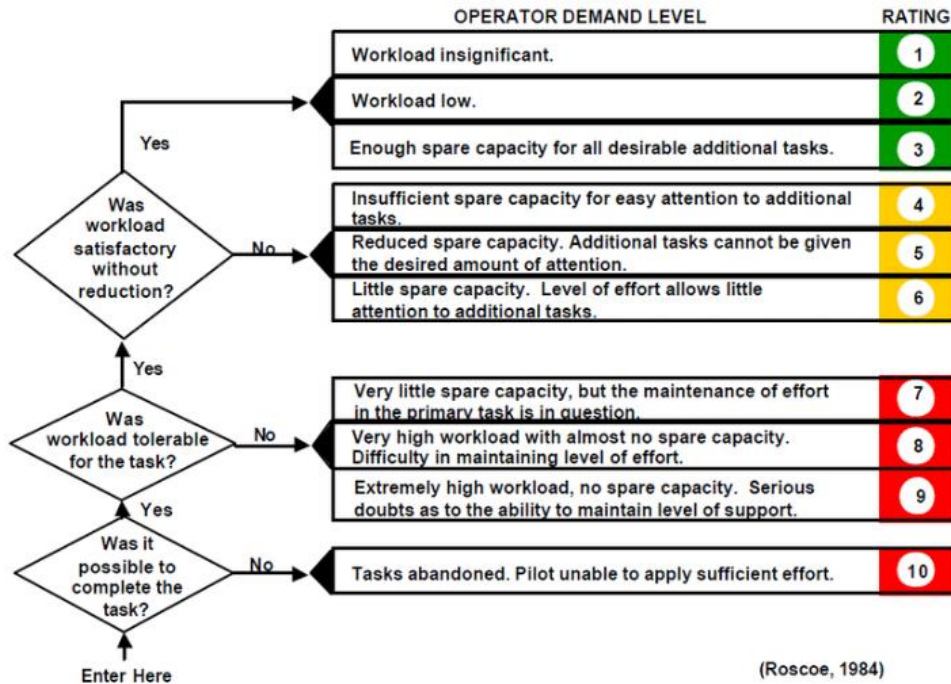 OPERATOR DEMAND LEVEL RATING
Workload insignificant. 1
Workload low. 2
Yes
Enough spare capacity for all desirable additional tasks. 3
Was
workload
satisfactory
without
reduction?
No
Insufficient spare capacity for easy attention to additional
tasks.
4
Reduced spare capacity. Additional tasks cannot be given
the desired amount of attention.
5
Little spare capacity. Level of effort allows little
attention to additional tasks.
6
Yes
Was
workload tolerable
for the task?
No
Very little spare capacity, but the maintenance of effort
in the primary task is in question.
7
Very high workload with almost no spare capacity.
Difficulty in maintaining level of effort.
8
Extremely high workload, no spare capacity. Serious
doubts as to the ability to maintain level of support.
9
Yes
Was it
possible to
complete the
task?
No
Tasks abandoned. Pilot unable to apply sufficient effort. 10
Enter Here
(Roscoe, 1984)